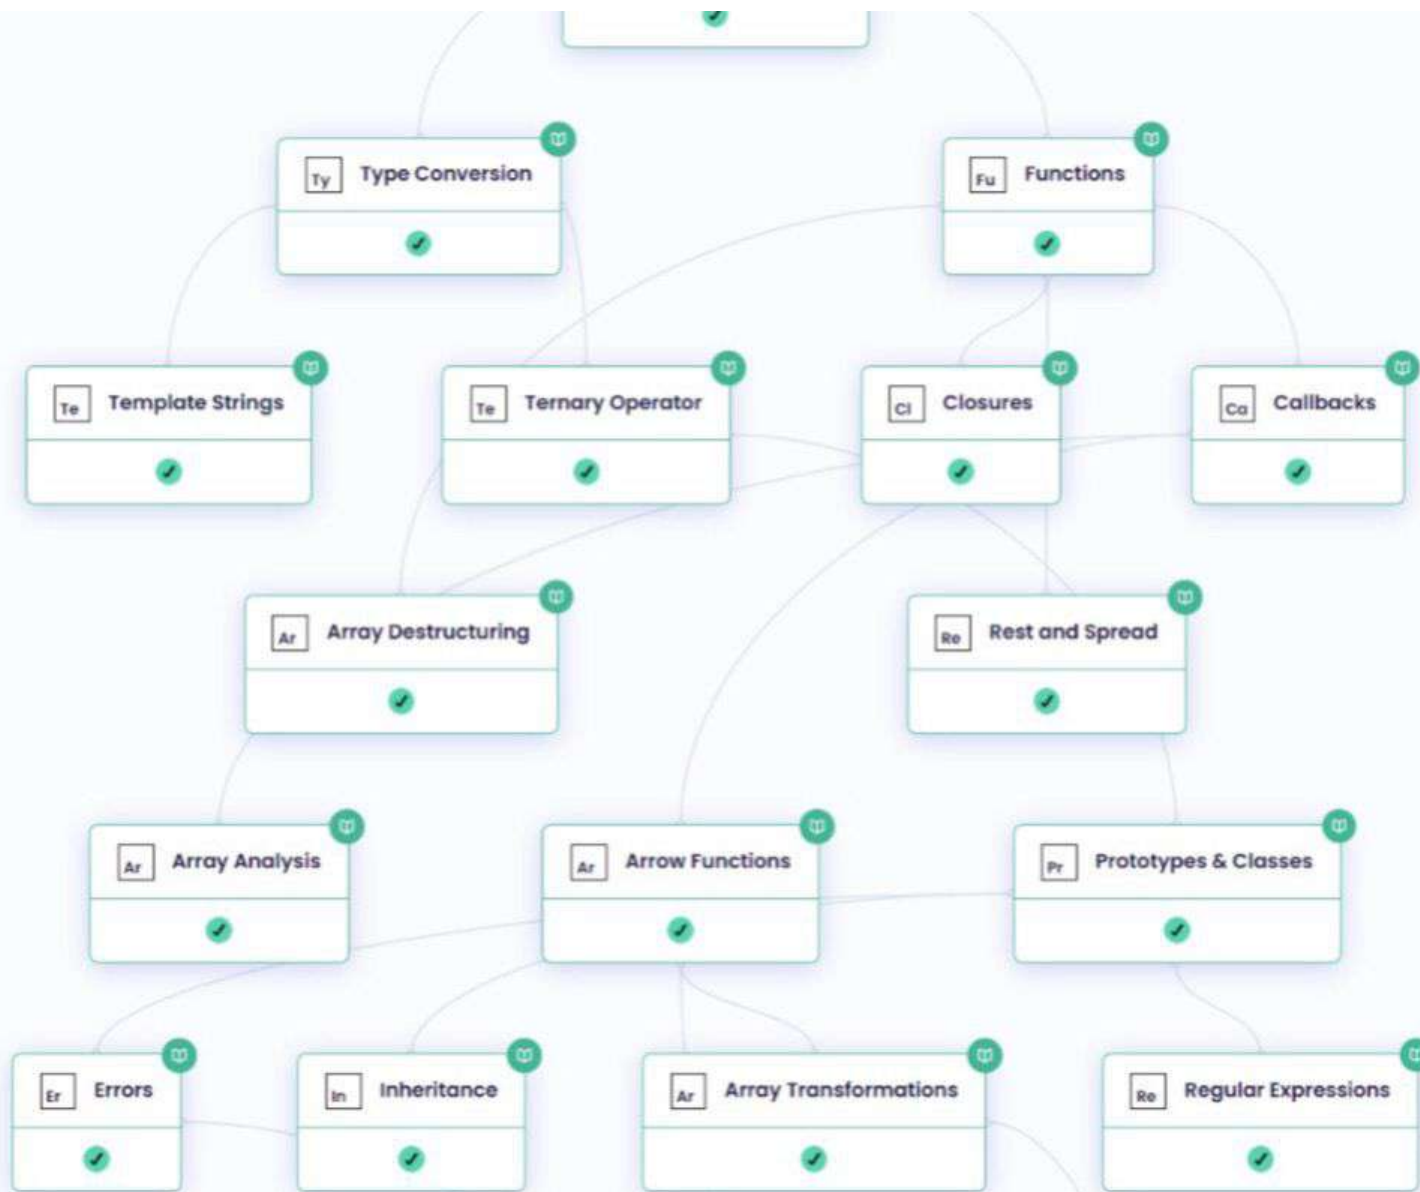 Ty Type Conversion
Fu Functions
Te Template Strings
Te Ternary Operator
Cl Closures
Ca Callbacks
Ar Array Destructuring
Re Rest and Spread
Ar Array Analysis
Ar Arrow Functions
Pr Prototypes & Classes
Er Errors
In Inheritance
Ar Array Transformations
Re Regular Expressions